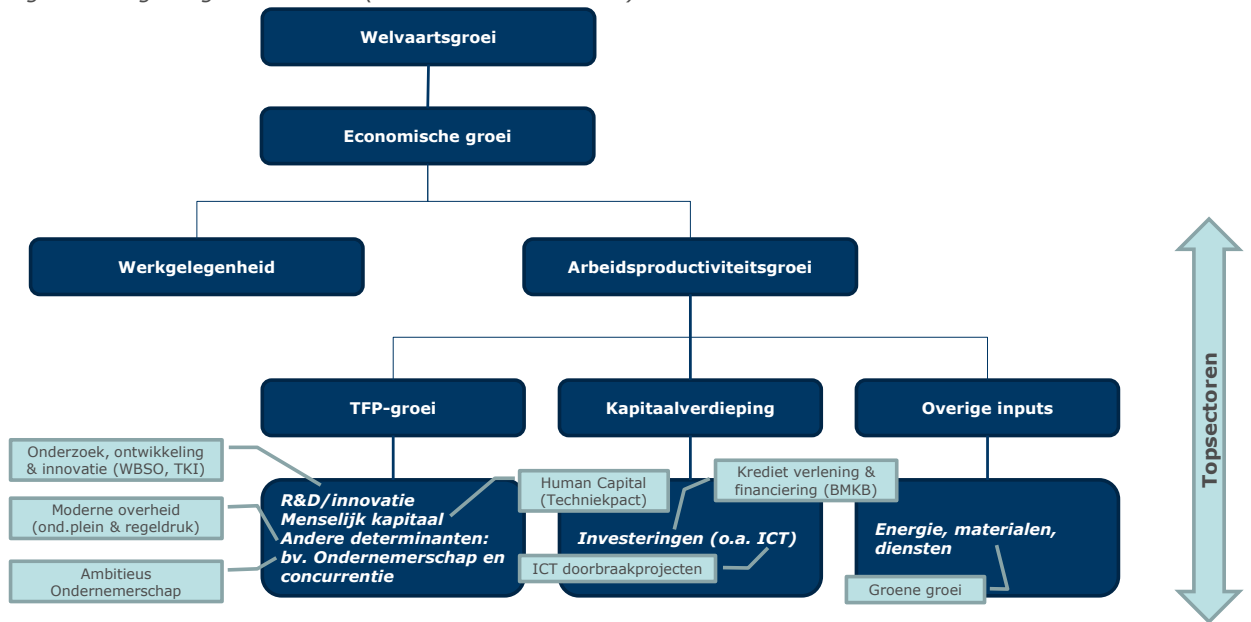 Welvaartsgroei
Economische groei
Werkgelegenheid
Arbeidsproductiviteitsgroei
TFP-groei
Kapitaalverdieping
Overige inputs
Onderzoek, ontwikkeling
& innovatie (WBSO, TKI)
Moderne overheid
(ond.plein & regeldruk)
Ambitieus
Ondernemerschap
R&D/innovatie
Menselijk kapitaal
Andere determinanten:
bv. Ondernemerschap en
concurrentie
Human Capital
(Techniekpact)
Krediet verlening &
financiering (BMKB)
Investeringen (o.a. ICT)
ICT doorbraakprojecten
Energie, materialen,
diensten
Groene groei
Topsectoren